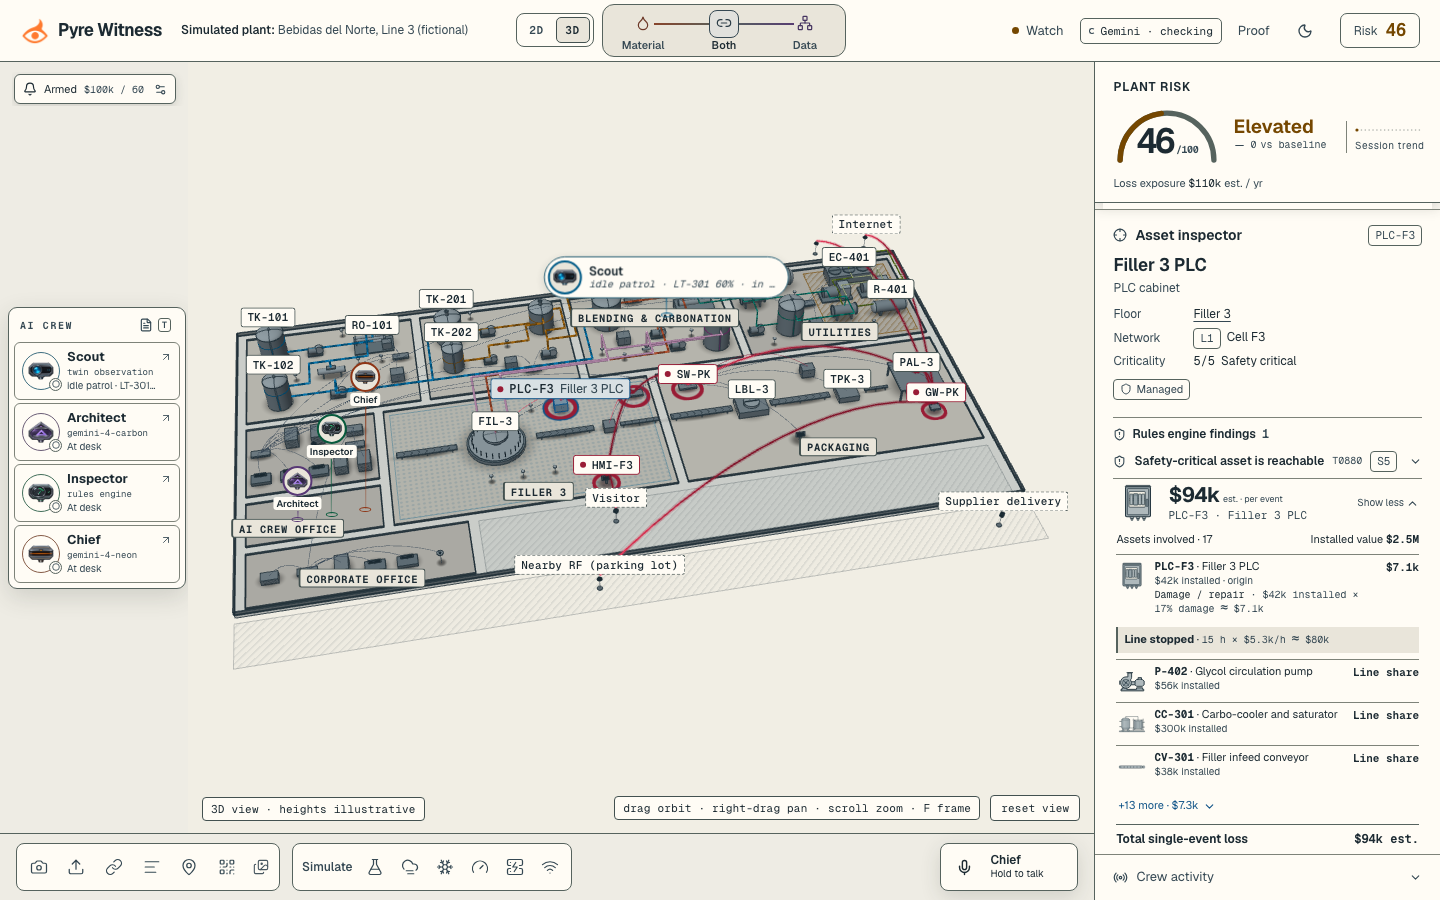 Pyre Witness
Simulated plant: Bebidas del Norte, Line 3 (fictional)
2D 3D
Material Both Data
Watch
Gemini · checking
Proof
Risk 46
Armed $100k / 60
AI CREW T
Scout
twin observation
idle patrol · LT-301...
Architect
gemini-4-carbon
At desk
Inspector
rules engine
At desk
Chief
gemini-4-neon
At desk
Internet
EC-401
Scout
idle patrol · LT-301 60% · in …
R-401
TK-201
TK-101
RO-101
TK-202
BLENDING & CARBONATION
UTILITIES
TK-102
PAL-3
SW-PK
TPK-3
PLC-F3 Filler 3 PLC
LBL-3
GW-PK
Chief
FIL-3
PACKAGING
Inspector
HMI-F3
FILLER 3
Visitor
Architect
Supplier delivery
AI CREW OFFICE
Nearby RF (parking lot)
CORPORATE OFFICE
3D view · heights illustrative
drag orbit · right-drag pan · scroll zoom · F frame
reset view
Simulate
Chief
Hold to talk
PLANT RISK
46 /100
Elevated
— 0 vs baseline
Session trend
Loss exposure $110k est. / yr
Asset inspector PLC-F3
Filler 3 PLC
PLC cabinet
Floor Filler 3
Network L1 Cell F3
Criticality 5/5 Safety critical
Managed
Rules engine findings 1
Safety-critical asset is reachable T0880 S5
$94k est. · per event
PLC-F3 · Filler 3 PLC
Show less
Assets involved · 17 Installed value $2.5M
PLC-F3 · Filler 3 PLC $7.1k
$42k installed · origin
Damage / repair · $42k installed ×
17% damage ≈ $7.1k
Line stopped · 15 h × $5.3k/h ≈ $80k
P-402 · Glycol circulation pump Line share
$56k installed
CC-301 · Carbo-cooler and saturator Line share
$300k installed
CV-301 · Filler infeed conveyor Line share
$38k installed
+13 more · $7.3k
Total single-event loss $94k est.
Crew activity